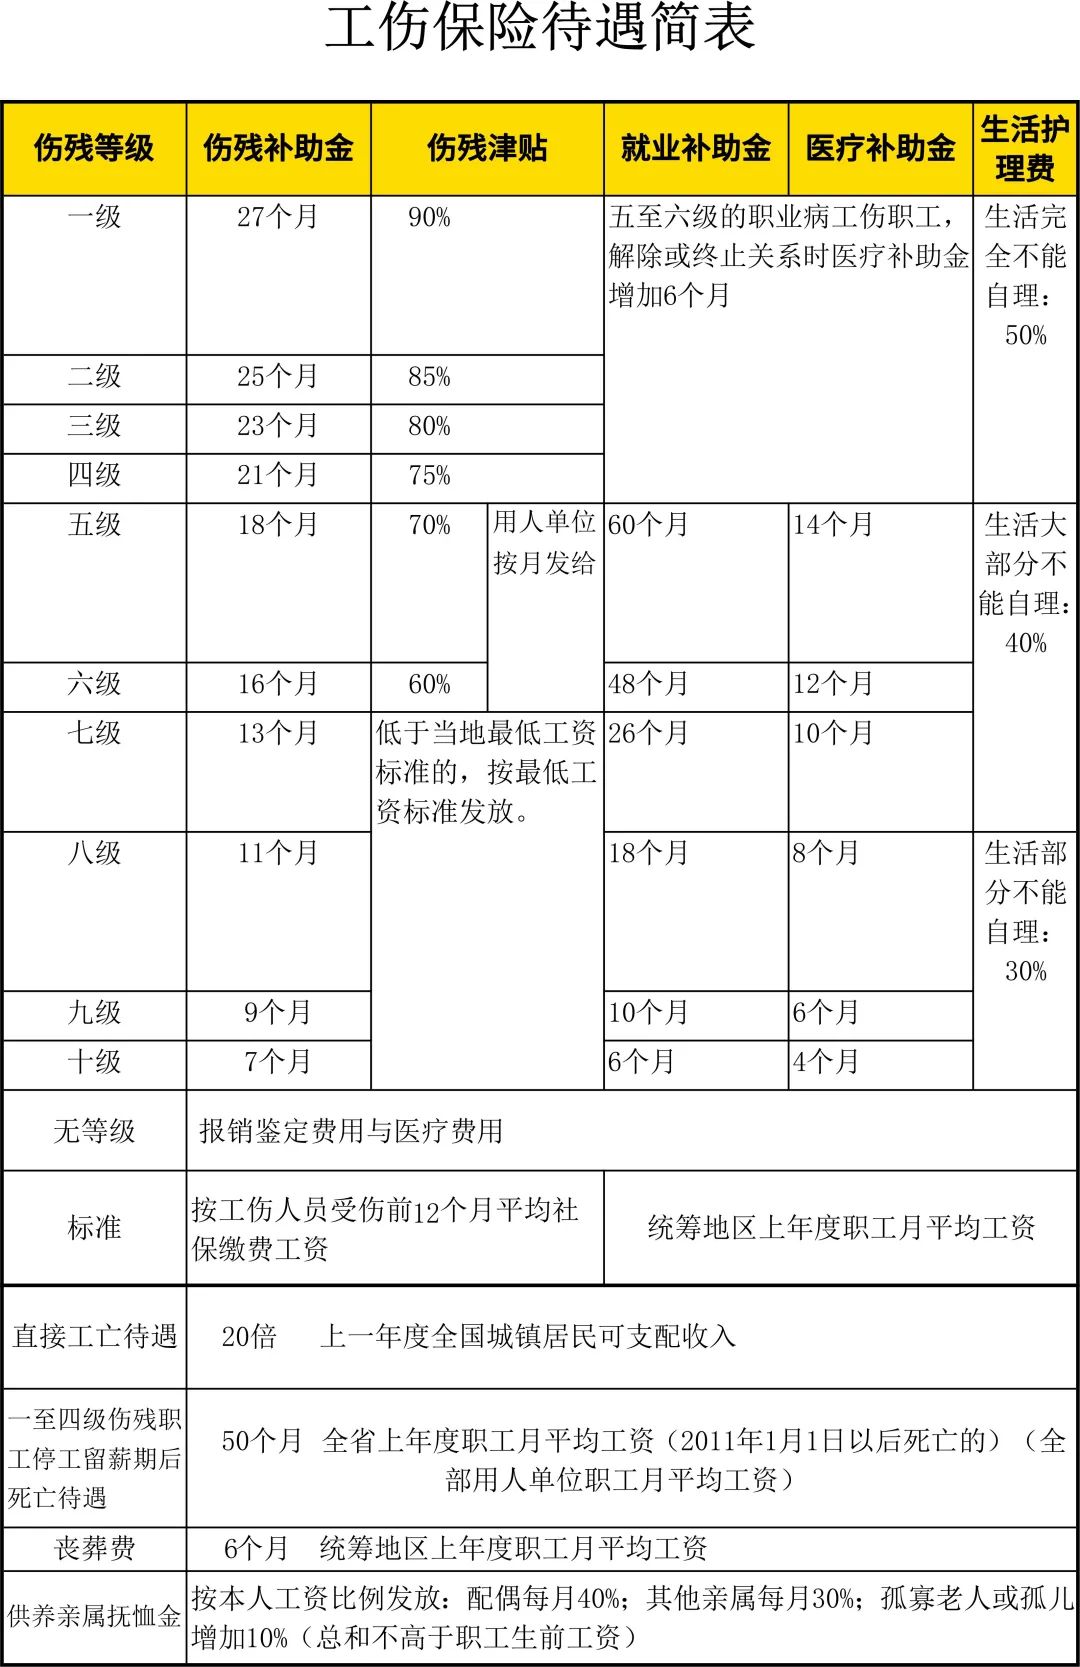 工伤保险待遇简表
伤残等级 伤残补助金 伤残津贴 就业补助金 医疗补助金 生活护
理费
一级 27个月 90%
五至六级的职业病工伤职工，
解除或终止关系时医疗补助金
增加6个月
生活完
全不能
自理：
50%
二级 25个月 85%
三级 23个月 80%
四级 21个月 75%
五级 18个月 70%
用人单位
按月发给
60个月 14个月
生活大
部分不
能自理：
40%
六级 16个月 60% 48个月 12个月
七级 13个月
低于当地最低工资
标准的，按最低工
资标准发放。
26个月 10个月
八级 11个月 18个月 8个月
生活部
分不能
自理：
30%
九级 9个月 10个月 6个月
十级 7个月 6个月 4个月
无等级 报销鉴定费用与医疗费用
标准
按工伤人员受伤前12个月平均社
保缴费工资
统筹地区上年度职工月平均工资
直接工亡待遇 20倍 上一年度全国城镇居民可支配收入
一至四级伤残职
工停工留薪期后
死亡待遇
50个月 全省上年度职工月平均工资（2011年1月1日以后死亡的）（全
部用人单位职工月平均工资）
丧葬费 6个月 统筹地区上年度职工月平均工资
供养亲属抚恤金
按本人工资比例发放：配偶每月40%；其他亲属每月30%；孤寡老人或孤儿
增加10%（总和不高于职工生前工资）